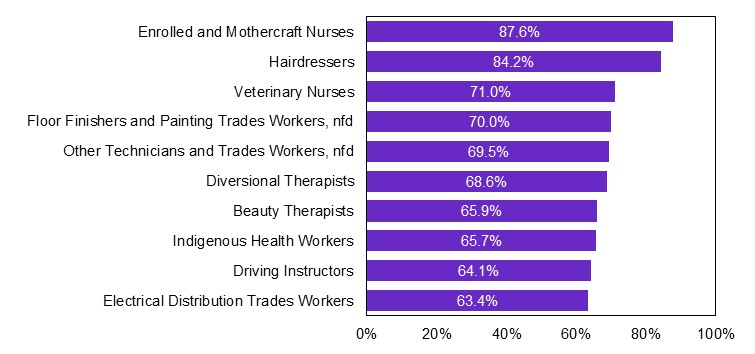 Enrolled and Mothercraft Nurses 87.6%
Hairdressers 84.2%
Veterinary Nurses 71.0%
Floor Finishers and Painting Trades Workers, nfd 70.0%
Other Technicians and Trades Workers, nfd 69.5%
Diversional Therapists 68.6%
Beauty Therapists 65.9%
Indigenous Health Workers 65.7%
Driving Instructors 64.1%
Electrical Distribution Trades Workers 63.4%
0% 20% 40% 60% 80% 100%